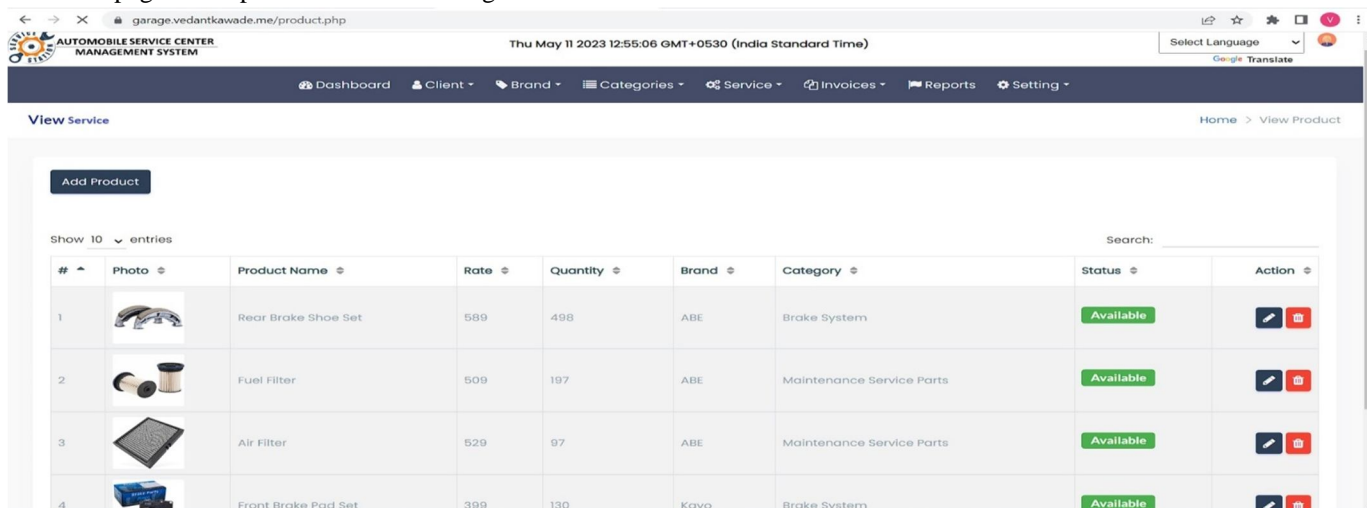 garage.vedantkawade.me/product.php
V
AUTOMOBILE SERVICE CENTER
MANAGEMENT SYSTEM
Thu May 11 2023 12:55:06 GMT+0530 (India Standard Time)
Select Language
Google Translate
Dashboard Client Brand Categories Service Invoices Reports Setting
View Service
Home > View Product
Add Product
Show 10 entries
Search:
# Photo Product Name Rate Quantity Brand Category Status Action
1 Rear Brake Shoe Set 589 498 ABE Brake System Available
2 Fuel Filter 509 197 ABE Maintenance Service Parts Available
3 Air Filter 529 97 ABE Maintenance Service Parts Available
4 Front Brake Pad Set 399 130 Kayo Brake System Available